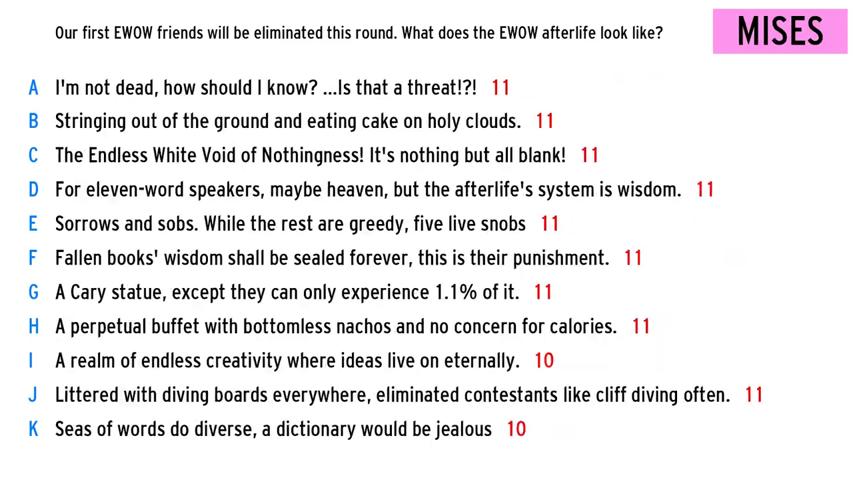 Our first EWOW friends will be eliminated this round. What does the EWOW afterlife look like?
MISES
A I'm not dead, how should I know? ...Is that a threat!?! 11
B Stringing out of the ground and eating cake on holy clouds. 11
C The Endless White Void of Nothingness! It's nothing but all blank! 11
D For eleven-word speakers, maybe heaven, but the afterlife's system is wisdom. 11
E Sorrows and sobs. While the rest are greedy, five live snobs 11
F Fallen books' wisdom shall be sealed forever, this is their punishment. 11
G A Cary statue, except they can only experience 1.1% of it. 11
H A perpetual buffet with bottomless nachos and no concern for calories. 11
I A realm of endless creativity where ideas live on eternally. 10
J Littered with diving boards everywhere, eliminated contestants like cliff diving often. 11
K Seas of words do diverse, a dictionary would be jealous 10